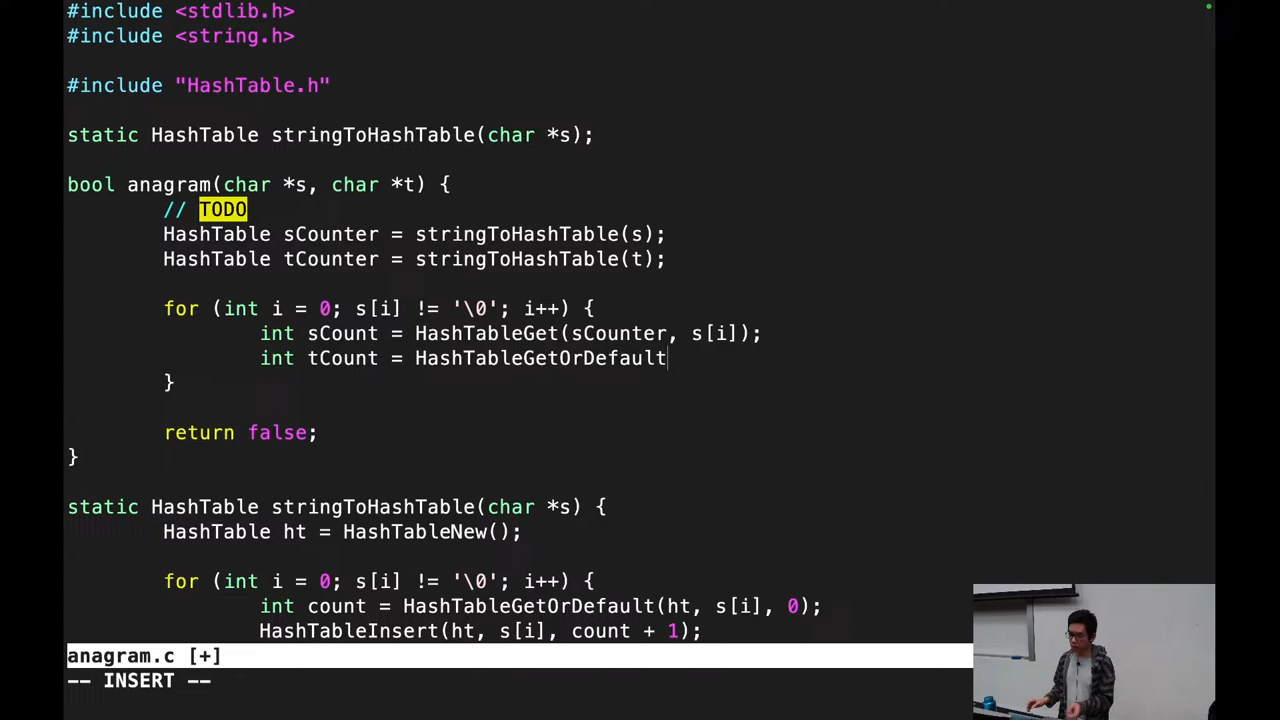 #include <stdlib.h>
#include <string.h>
#include "HashTable.h"
static HashTable stringToHashTable(char *s);
bool anagram(char *s, char *t) {
// TODO
HashTable sCounter = stringToHashTable(s);
HashTable tCounter = stringToHashTable(t);
for (int i = 0; s[i] != '\0'; i++) {
int sCount = HashTableGet(sCounter, s[i]);
int tCount = HashTableGetOrDefault
}
return false;
}
static HashTable stringToHashTable(char *s) {
HashTable ht = HashTableNew();
for (int i = 0; s[i] != '\0'; i++) {
int count = HashTableGetOrDefault(ht, s[i], 0);
HashTableInsert(ht, s[i], count + 1);
anagram.c [+]
-- INSERT --